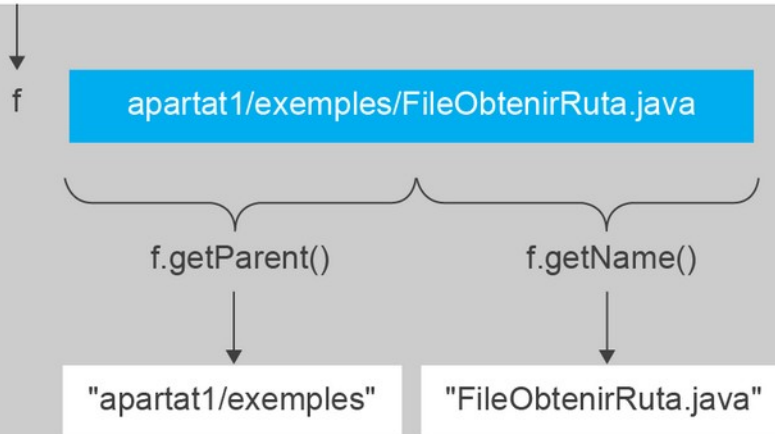 f
apartat1/exemples/FileObtenirRuta.java
f.getParent()
f.getName()
"apartat1/exemples"
"FileObtenirRuta.java"